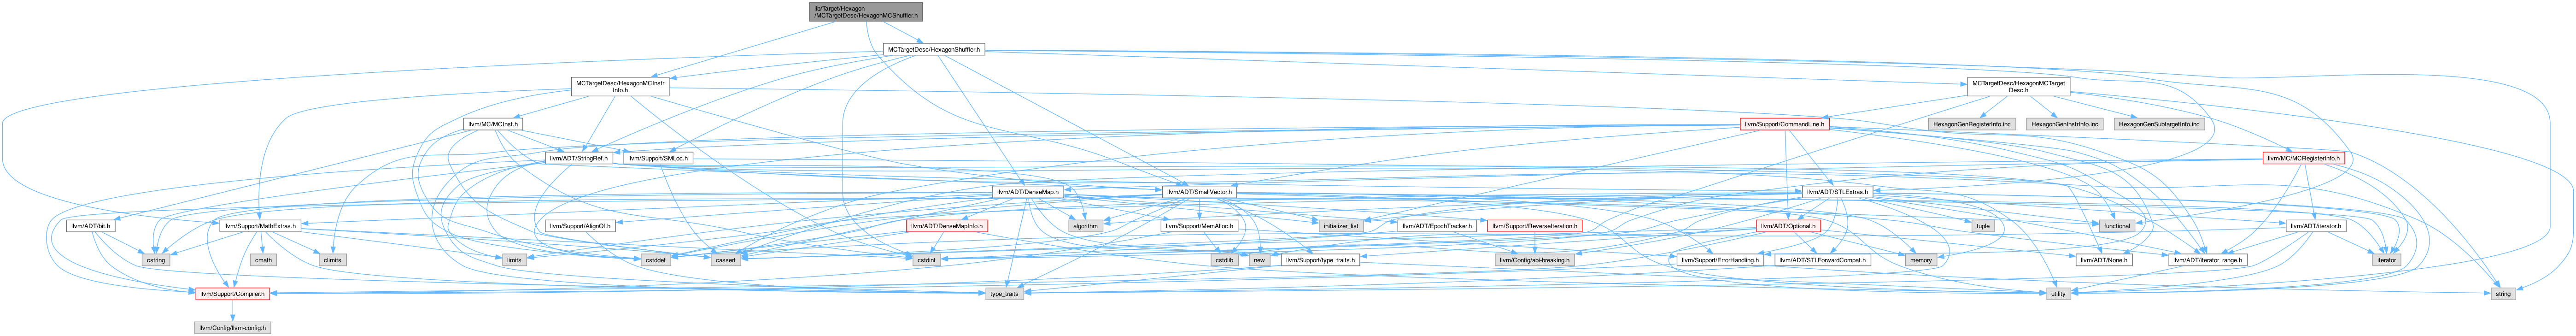 lib/Target/Hexagon
/MCTargetDesc/HexagonMCShuffler.h
MCTargetDesc/HexagonShuffler.h
MCTargetDesc/HexagonMCInstr
Info.h
MCTargetDesc/HexagonMCTarget
Desc.h
llvm/MC/MCInst.h
llvm/Support/CommandLine.h
HexagonGenRegisterInfo.inc
HexagonGenInstrInfo.inc
HexagonGenSubtargetInfo.inc
llvm/ADT/StringRef.h
llvm/Support/SMLoc.h
llvm/MC/MCRegisterInfo.h
llvm/ADT/DenseMap.h
llvm/ADT/SmallVector.h
llvm/ADT/STLExtras.h
llvm/ADT/bit.h
llvm/Support/MathExtras.h
llvm/Support/AlignOf.h
llvm/ADT/DenseMapInfo.h
algorithm
llvm/Support/MemAlloc.h
initializer_list
llvm/ADT/EpochTracker.h
llvm/Support/ReverseIteration.h
llvm/ADT/Optional.h
tuple
functional
llvm/ADT/iterator.h
cstring
cmath
climits
limits
cstddef
cassert
cstdint
cstdlib
new
llvm/Support/type_traits.h
llvm/Config/abi-breaking.h
llvm/Support/ErrorHandling.h
memory
llvm/ADT/STLForwardCompat.h
llvm/ADT/None.h
llvm/ADT/iterator_range.h
iterator
llvm/Support/Compiler.h
type_traits
utility
string
llvm/Config/llvm-config.h